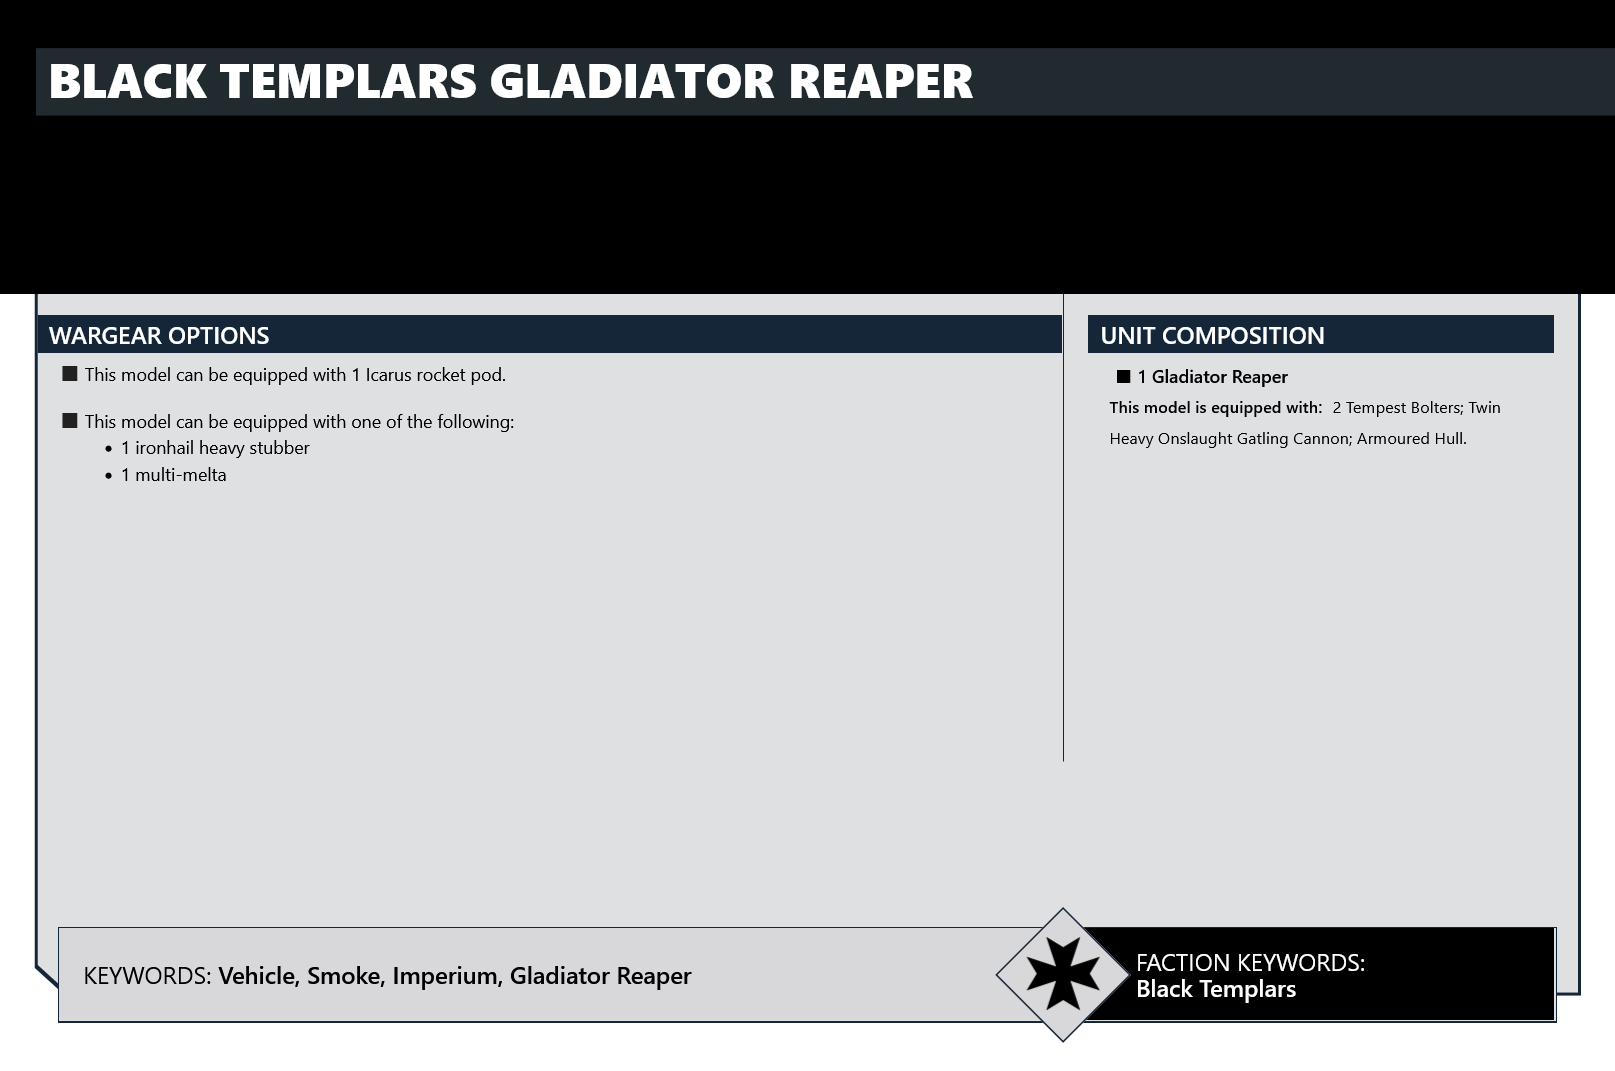 BLACK TEMPLARS GLADIATOR REAPER
WARGEAR OPTIONS
This model can be equipped with 1 Icarus rocket pod.
This model can be equipped with one of the following:
1 ironhail heavy stubber
1 multi-melta
UNIT COMPOSITION
1 Gladiator Reaper
This model is equipped with: 2 Tempest Bolters; Twin
Heavy Onslaught Gatling Cannon; Armoured Hull.
KEYWORDS: Vehicle, Smoke, Imperium, Gladiator Reaper
FACTION KEYWORDS:
Black Templars